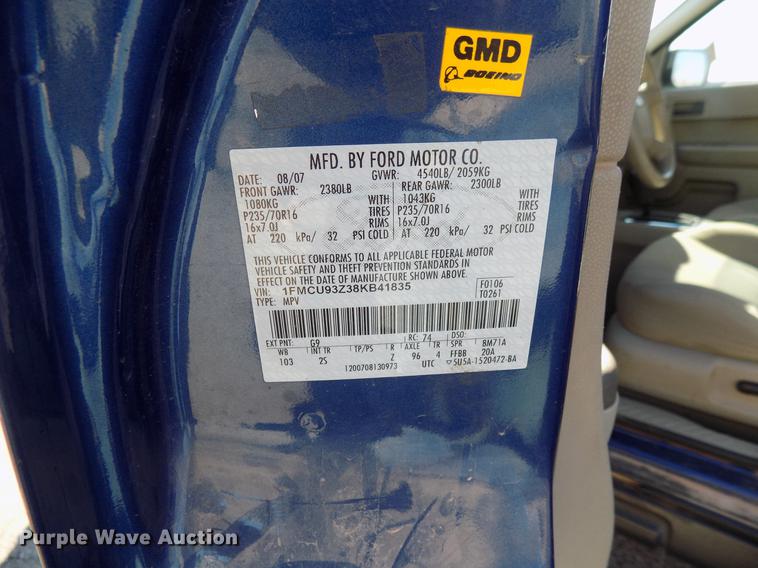 GMD
BOEING
MFD. BY FORD MOTOR CO.
DATE: 08/07 GVWR: 4540LB/ 2059KG
FRONT GAWR: 2380LB REAR GAWR: 2300LB
1080KG WITH 1043KG WITH
P235/70R16 TIRES P235/70R16 TIRES
16x7.0J RIMS 16x7.0J RIMS
AT 220 kPa/ 32 PSI COLD AT 220 kPa/ 32 PSI COLD
THIS VEHICLE CONFORMS TO ALL APPLICABLE FEDERAL MOTOR
VEHICLE SAFETY AND THEFT PREVENTION STANDARDS IN
EFFECT ON THE DATE OF MANUFACTURE SHOWN ABOVE.
VIN: 1FMCU93Z38KB41835 F0106
TYPE: MPV T0261
EXT PNT: G9 RC: 74 DSO:
WB INT TR TP/PS R AXLE TR SPR 8M71A
103 2S Z 96 4 FFBB 20A
1200708130973 UTC 5U5A-1520472-BA
Purple Wave Auction